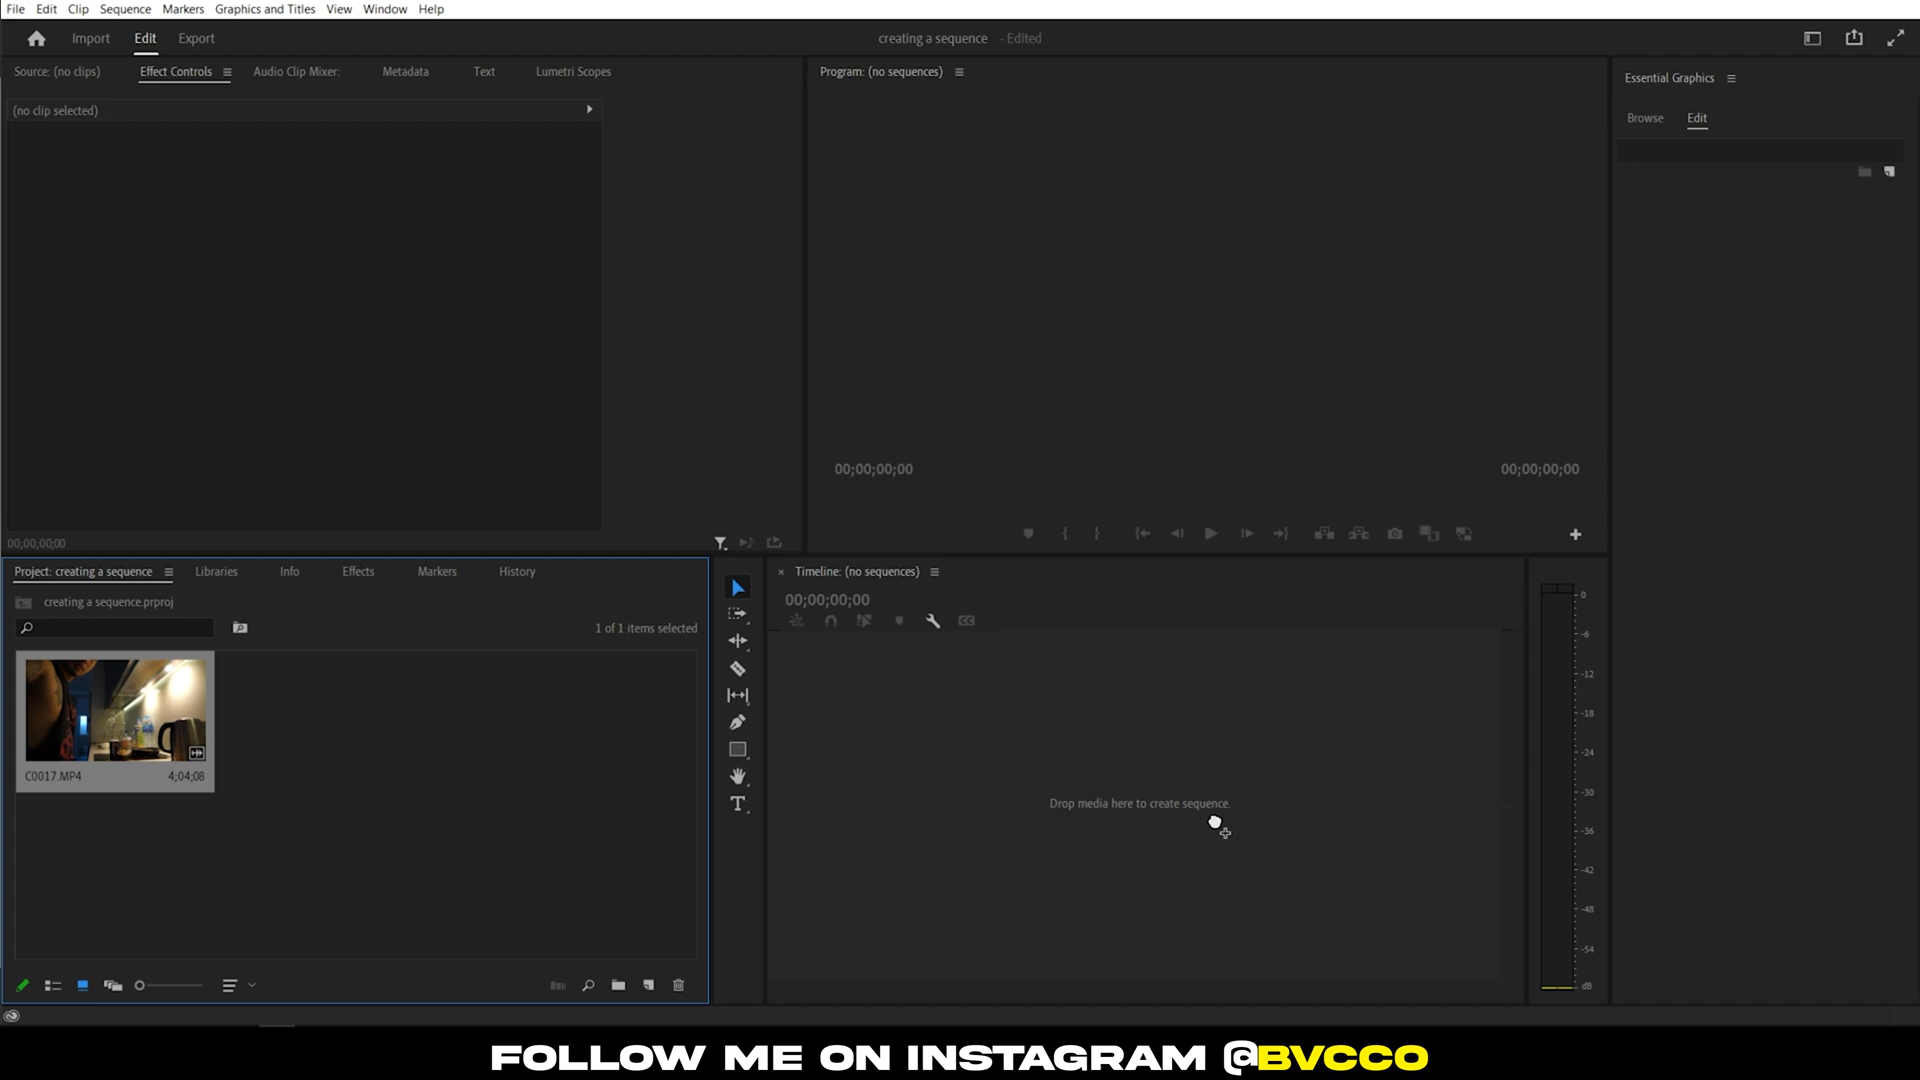 File Edit Clip Sequence Markers Graphics and Titles View Window Help
Import Edit Export
creating a sequence - Edited
Source: (no clips) Effect Controls Audio Clip Mixer: Metadata Text Lumetri Scopes
Program: (no sequences)
Essential Graphics
(no clip selected)
Browse Edit
00;00;00;00 00;00;00;00
00;00;00;00
Project: creating a sequence Libraries Info Effects Markers History
Timeline: (no sequences)
creating a sequence.prproj
00;00;00;00
1 of 1 items selected
C0017.MP4 4;04;08
Drop media here to create sequence.
0
-6
-12
-18
-24
-30
-36
-42
-48
-54
dB
FOLLOW ME ON INSTAGRAM @BVCCO